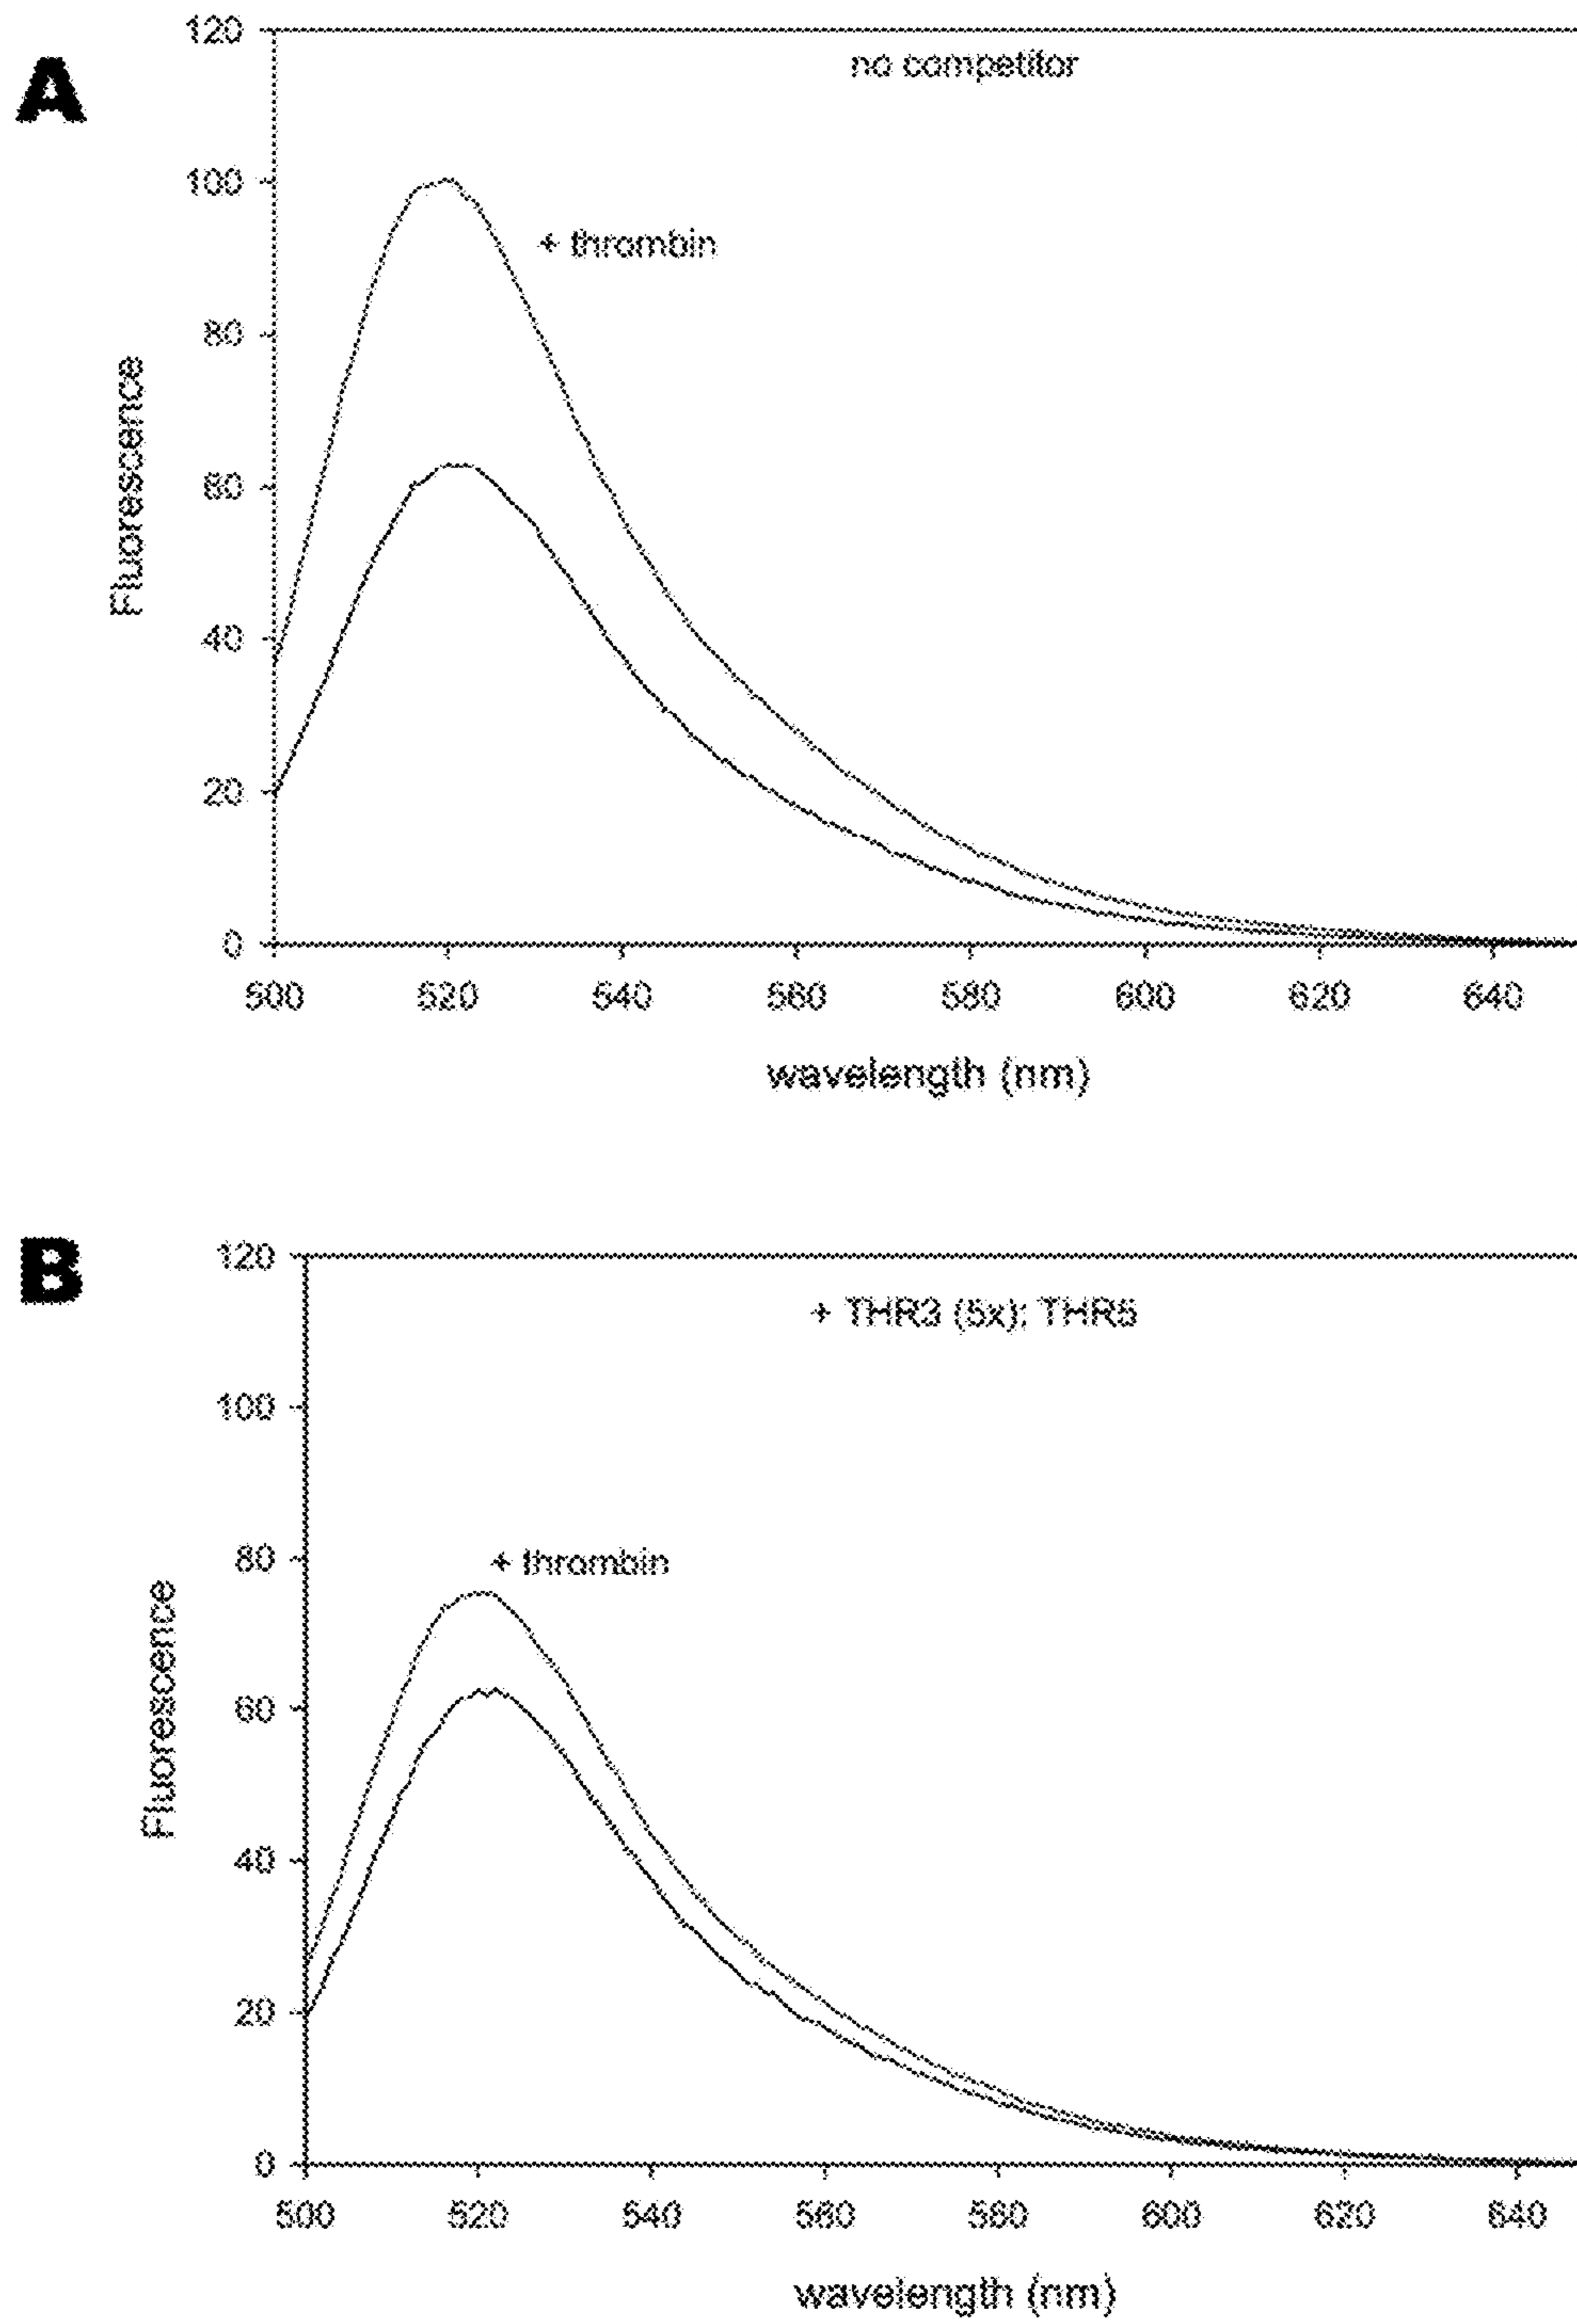 A
no competitor
120
100
80
60
40
20
0
+ thrombin
Fluorescence
500 520 540 560 580 600 620 640
wavelength (nm)
B
+ THR3 (5x); THR5
120
100
80
60
40
20
0
+ thrombin
Fluorescence
500 520 540 560 580 600 620 640
wavelength (nm)